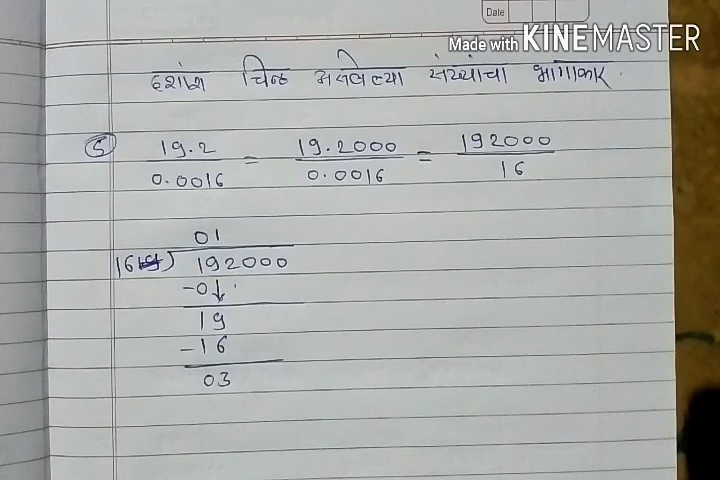 Date
Made with KINEMASTER
दशांश चिन्ह असलेल्या संख्यांचा भागाकार.
5 19.2 / 0.0016 = 19.2000 / 0.0016 = 192000 / 16
01
16 ) 192000
-0↓
19
-16
03